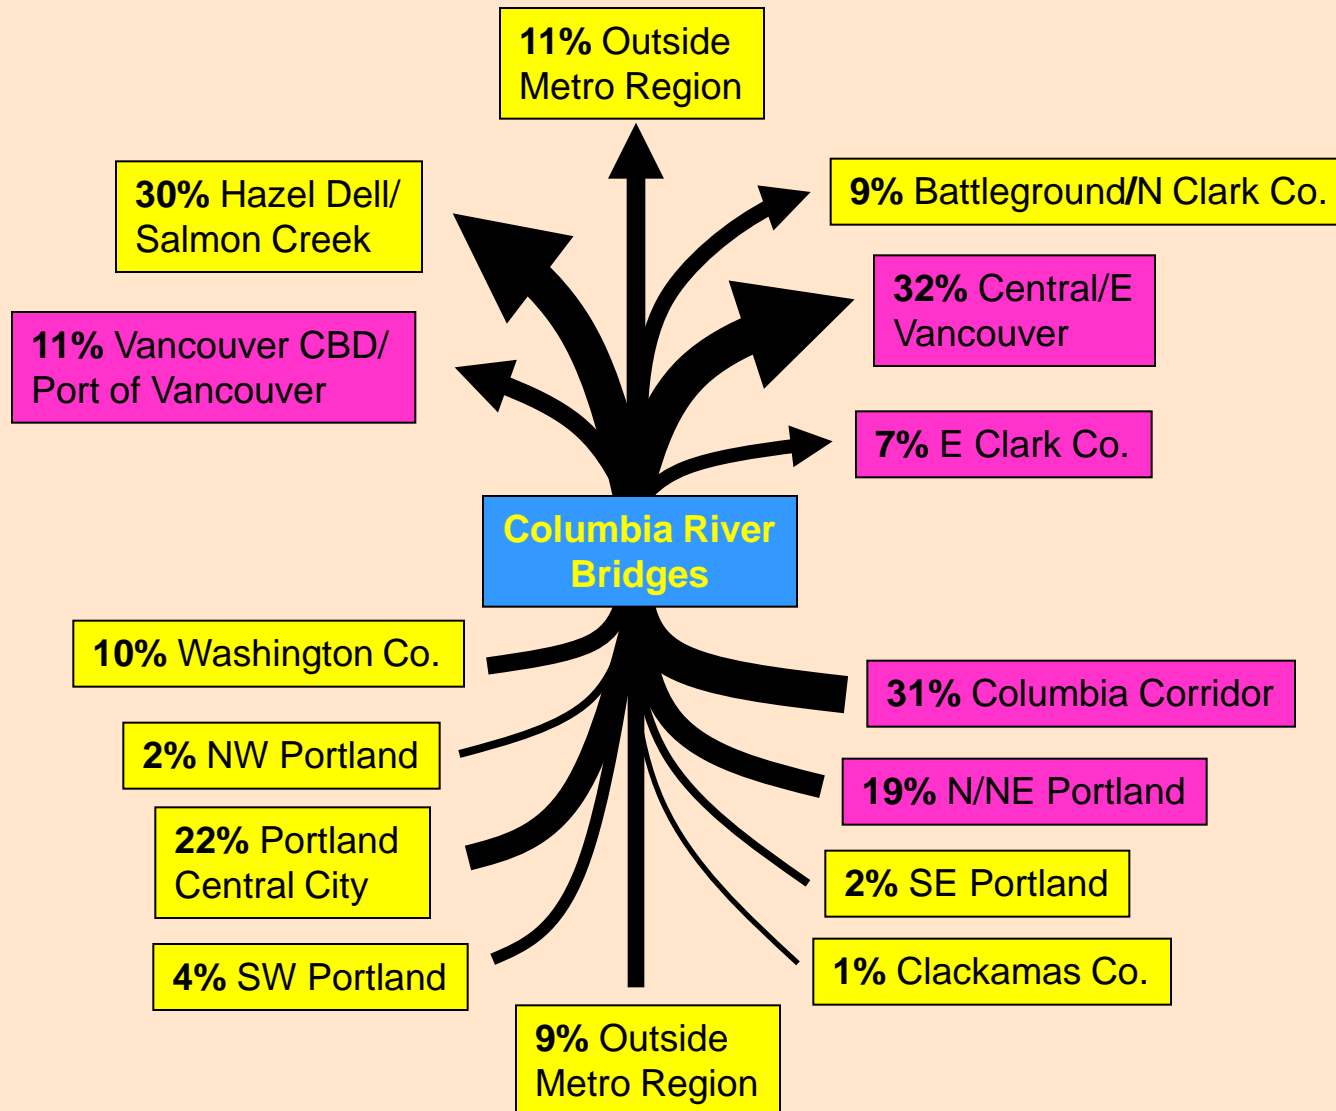 11% Outside
Metro Region
30% Hazel Dell/
Salmon Creek
9% Battleground/N Clark Co.
32% Central/E
Vancouver
11% Vancouver CBD/
Port of Vancouver
7% E Clark Co.
Columbia River
Bridges
10% Washington Co.
31% Columbia Corridor
2% NW Portland
19% N/NE Portland
22% Portland
Central City
2% SE Portland
4% SW Portland
1% Clackamas Co.
9% Outside
Metro Region